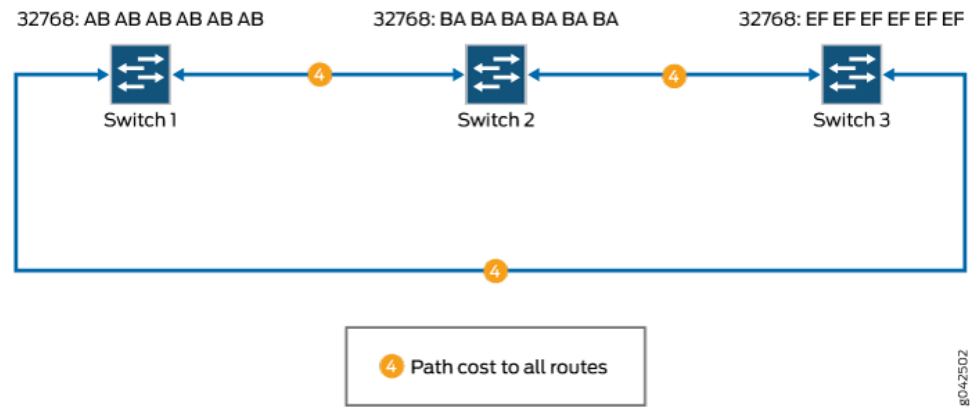 32768: AB AB AB AB AB AB
32768: BA BA BA BA BA BA
32768: EF EF EF EF EF EF
4
4
Switch 1
Switch 2
Switch 3
4
4 Path cost to all routes
g042502